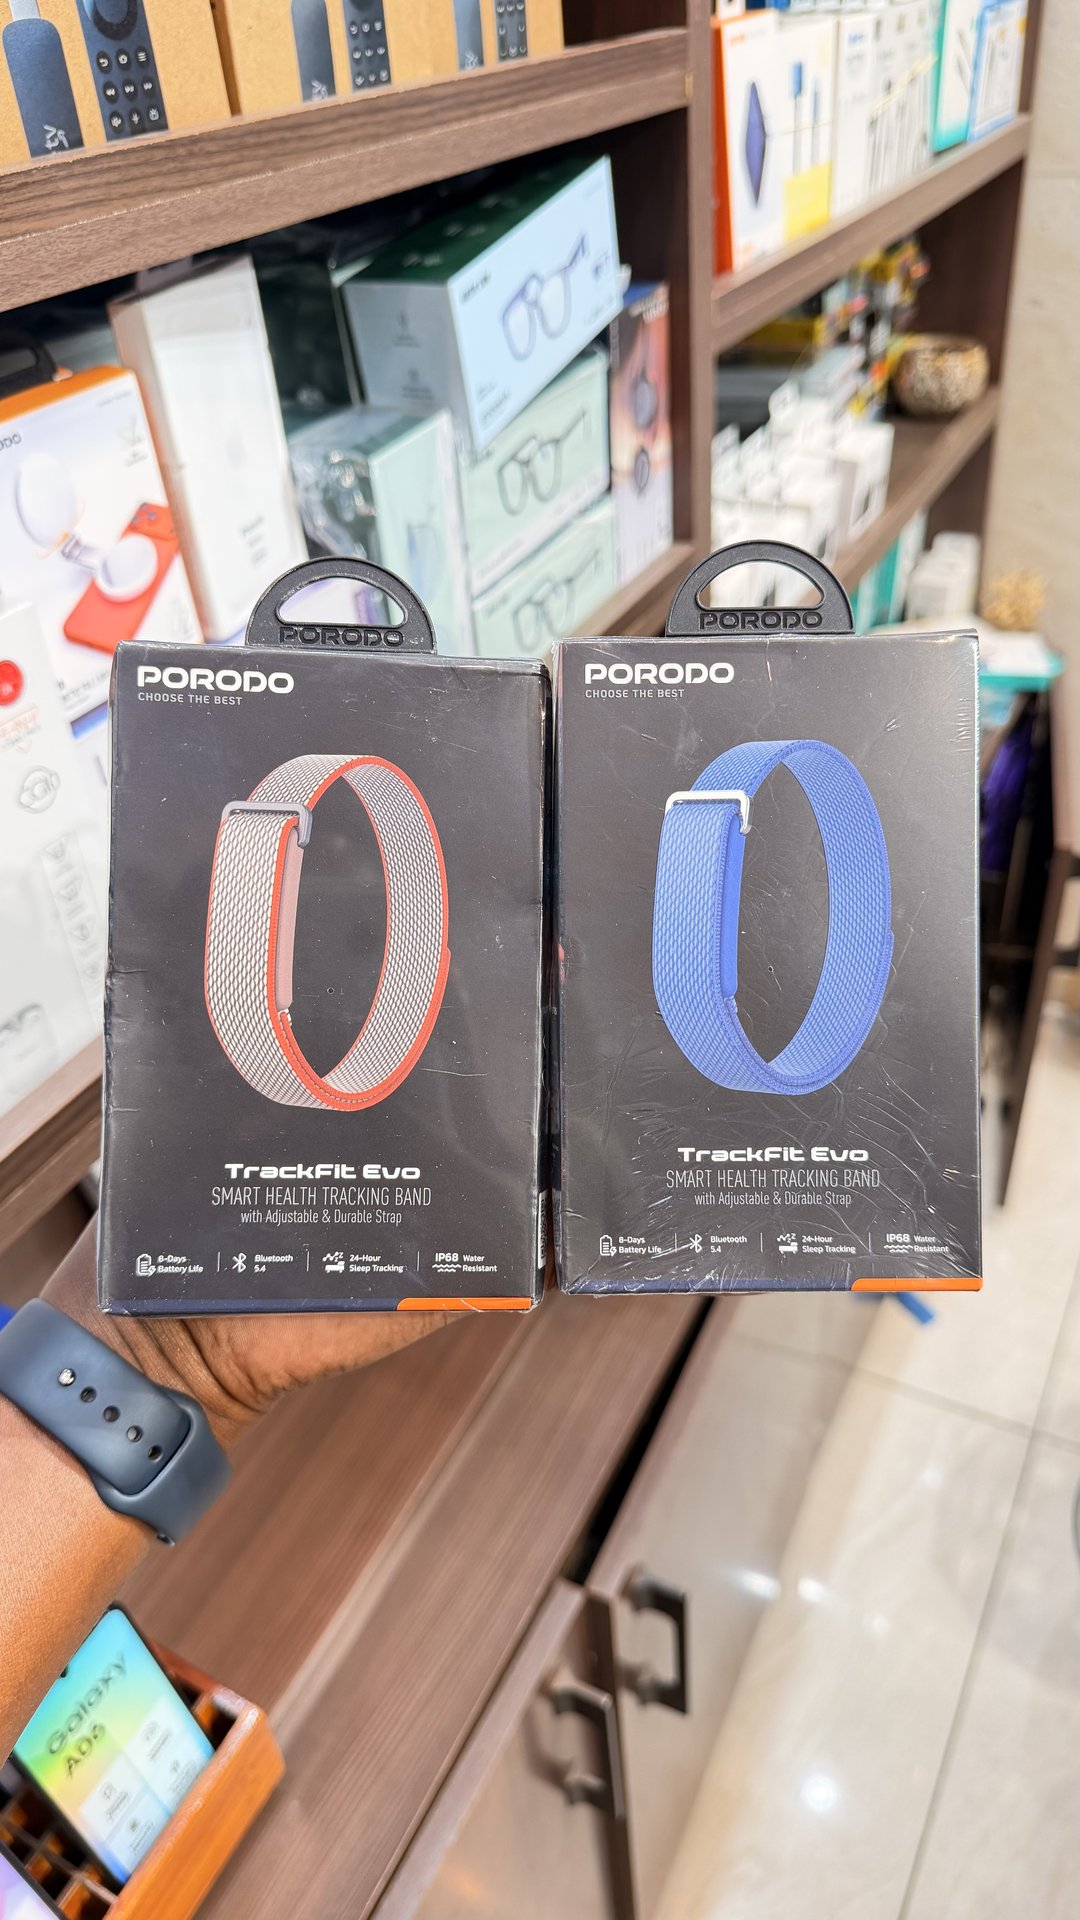 tv
PORODO
PORODO
CHOOSE THE BEST
TrackFit Evo
SMART HEALTH TRACKING BAND
with Adjustable & Durable Strap
8-Days
Battery Life
Bluetooth
5.4
24-Hour
Sleep Tracking
IP68 Water
Resistant
PORODO
PORODO
CHOOSE THE BEST
TrackFit Evo
SMART HEALTH TRACKING BAND
with Adjustable & Durable Strap
8-Days
Battery Life
Bluetooth
5.4
24-Hour
Sleep Tracking
IP68 Water
Resistant
Galaxy
A06